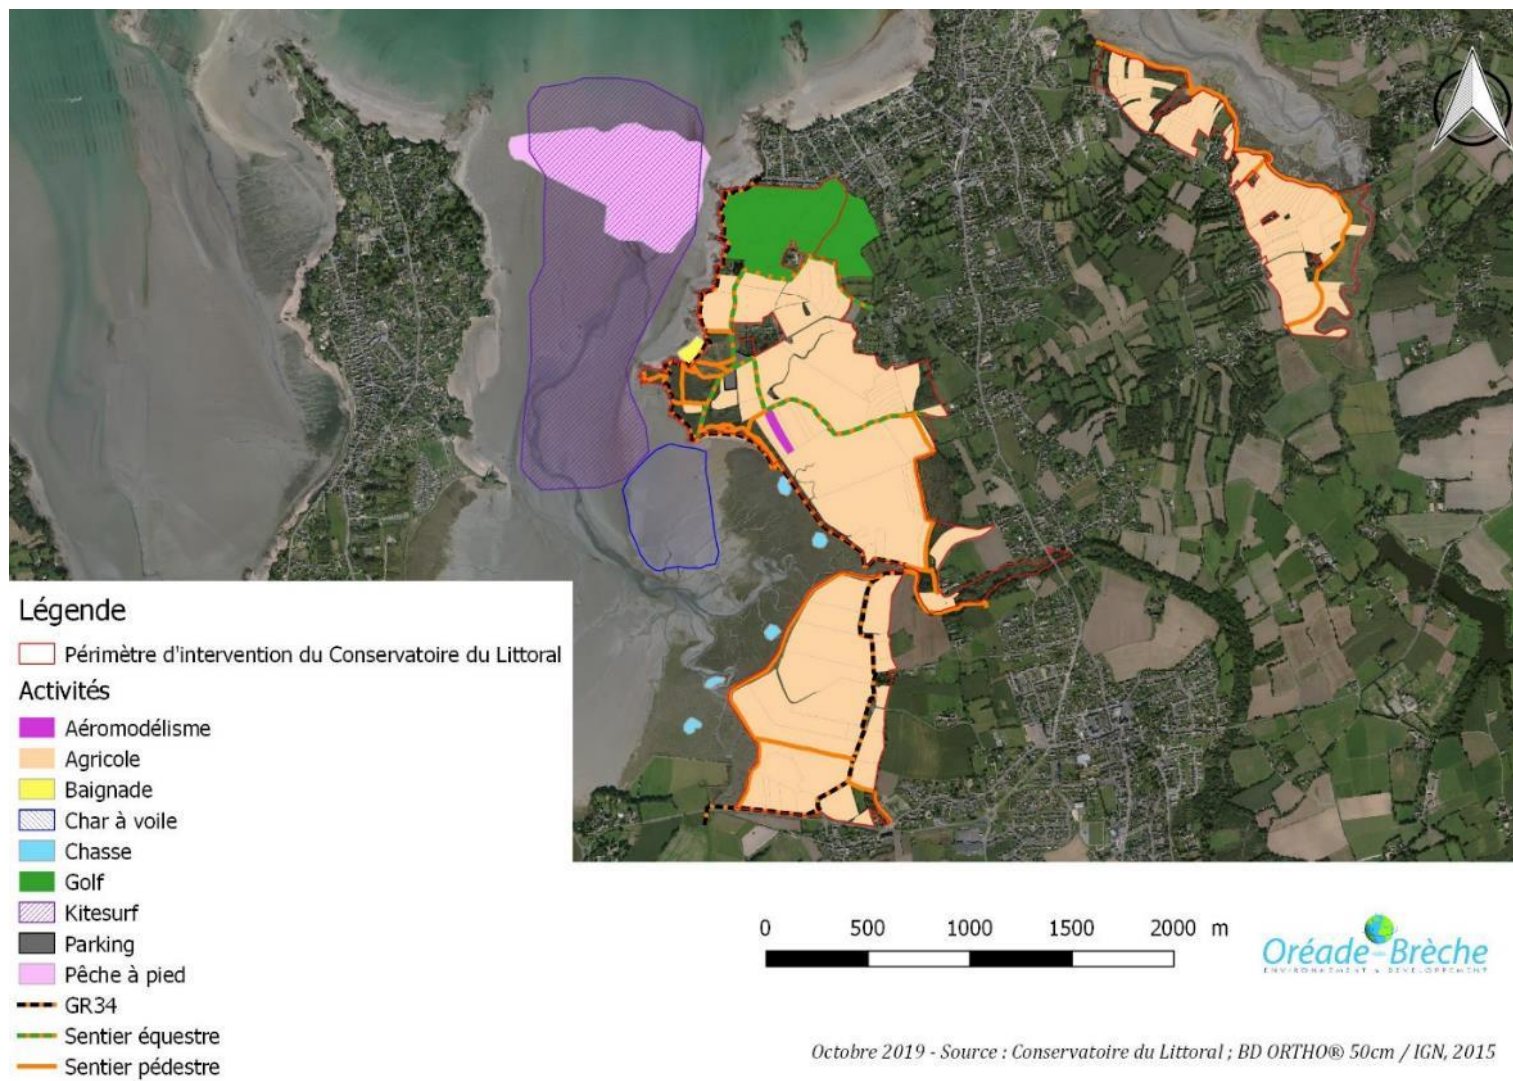 Légende
Périmètre d'intervention du Conservatoire du Littoral
Activités
Aéromodélisme
Agricole
Baignade
Char à voile
Chasse
Golf
Kitesurf
Parking
Pêche à pied
GR34
Sentier équestre
Sentier pédestre
0 500 1000 1500 2000 m
Oréade-Brèche
ENVIRONNEMENT & DEVELOPPEMENT
Octobre 2019 - Source : Conservatoire du Littoral ; BD ORTHO® 50cm / IGN, 2015